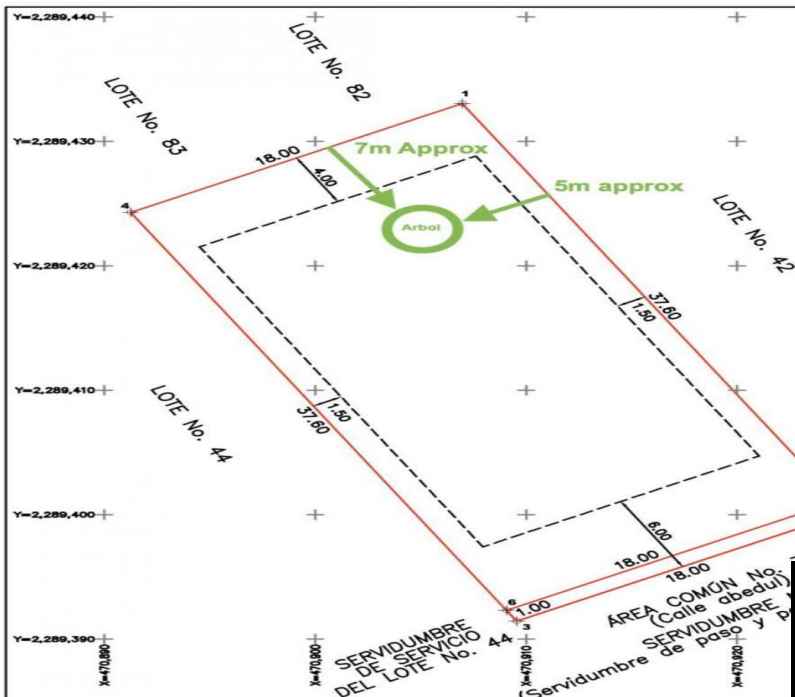 Y=2,289,440
LOTE No. 82
LOTE No. 83
1
Y=2,289,430
18.00
7m Approx
4.00
5m approx
4
Arbol
LOTE No. 42
Y=2,289,420
37.60
1.50
Y=2,289,410
LOTE No. 44
1.50
37.60
Y=2,289,400
6.00
18.00
18.00
6
1.00
3
ÁREA COMÚN No.
(Calle abedul)
SERVIDUMBRE
(Servidumbre de paso y
SERVIDUMBRE
DE SERVICIO
DEL LOTE No. 44
Y=2,289,390
X=470,890
X=470,900
X=470,910
X=470,920